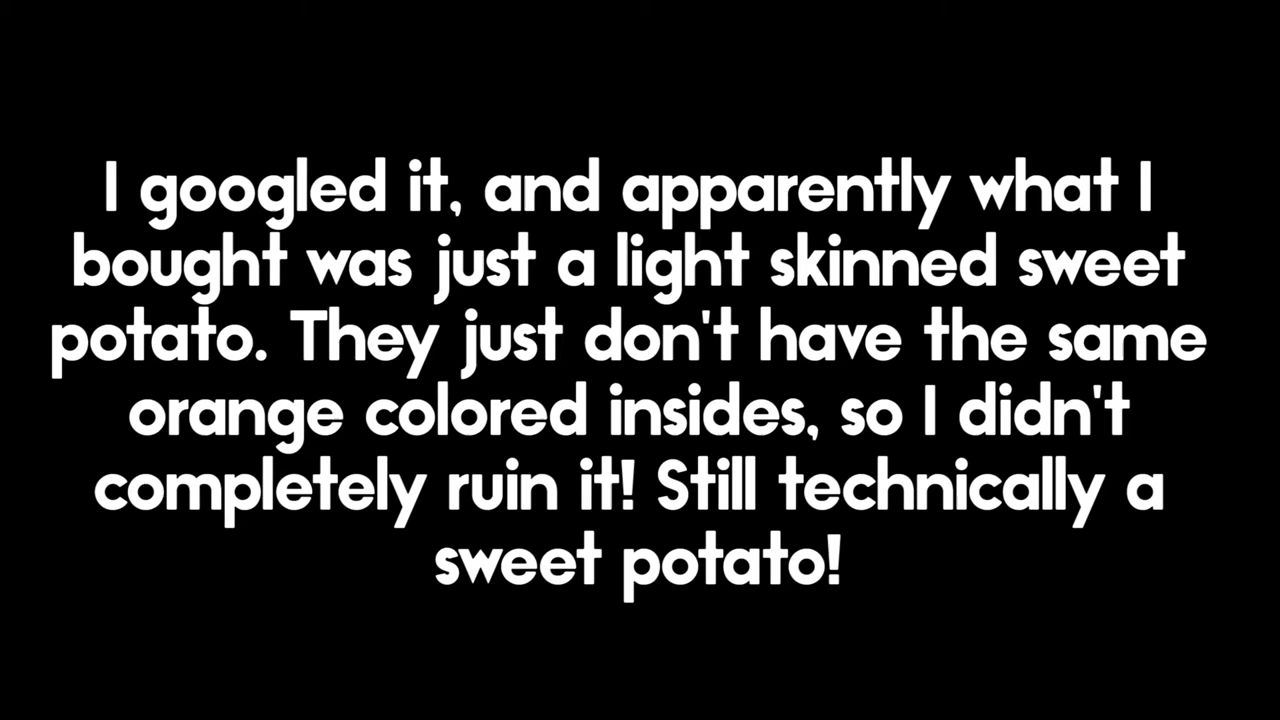 I googled it, and apparently what I
bought was just a light skinned sweet
potato. They just don't have the same
orange colored insides, so I didn't
completely ruin it! Still technically a
sweet potato!